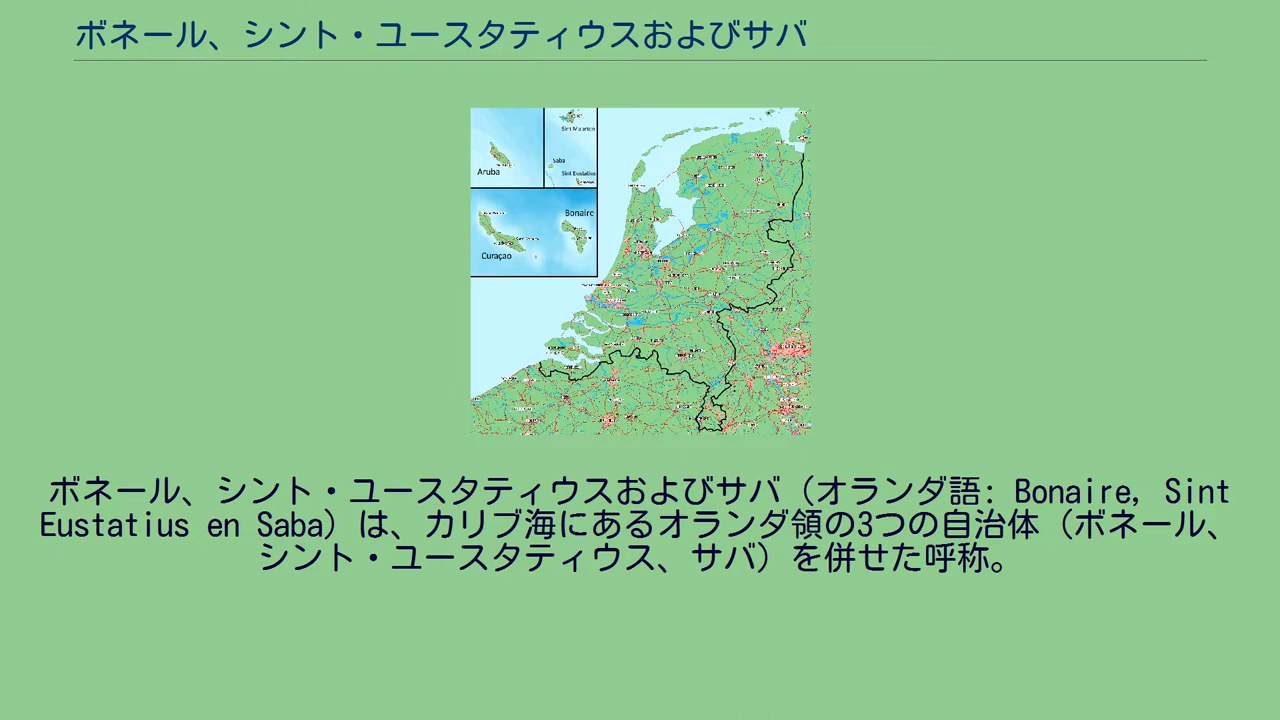 ボネール、シント・ユースタティウスおよびサバ
Sint Maarten
Saba
Sint Eustatius
Aruba
Bonaire
Curaçao
ボネール、シント・ユースタティウスおよびサバ（オランダ語: Bonaire, Sint
Eustatius en Saba）は、カリブ海にあるオランダ領の3つの自治体（ボネール、
シント・ユースタティウス、サバ）を併せた呼称。